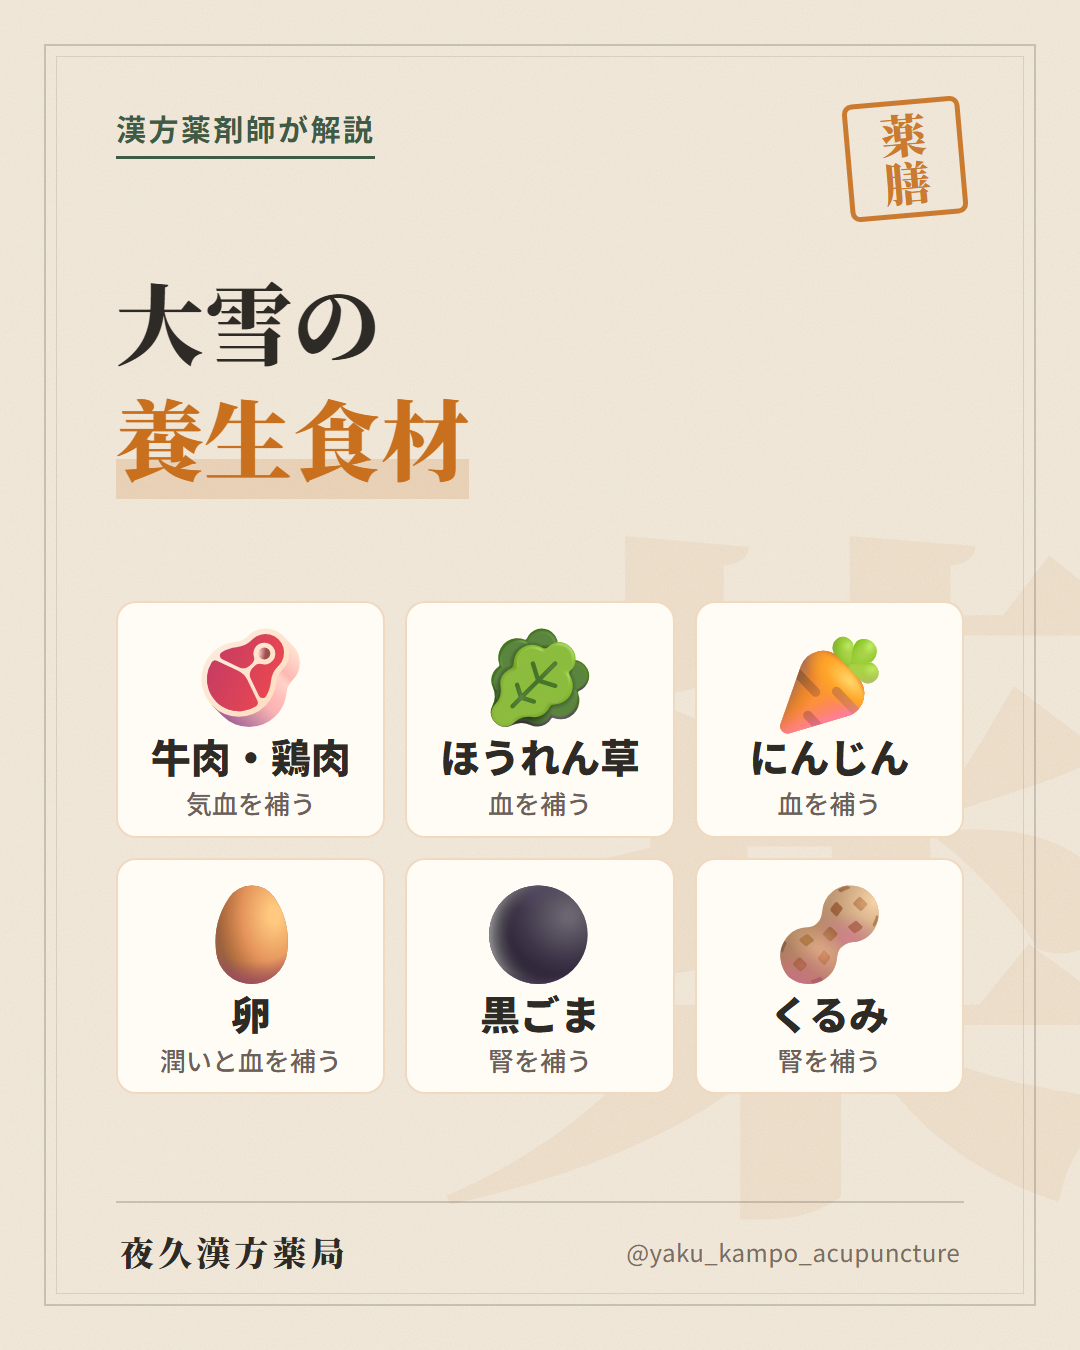 漢方薬剤師が解説
薬膳
大雪の
養生食材
牛肉・鶏肉
気血を補う
ほうれん草
血を補う
にんじん
血を補う
卵
潤いと血を補う
黒ごま
腎を補う
くるみ
腎を補う
夜久漢方薬局
@yaku_kampo_acupuncture
薬